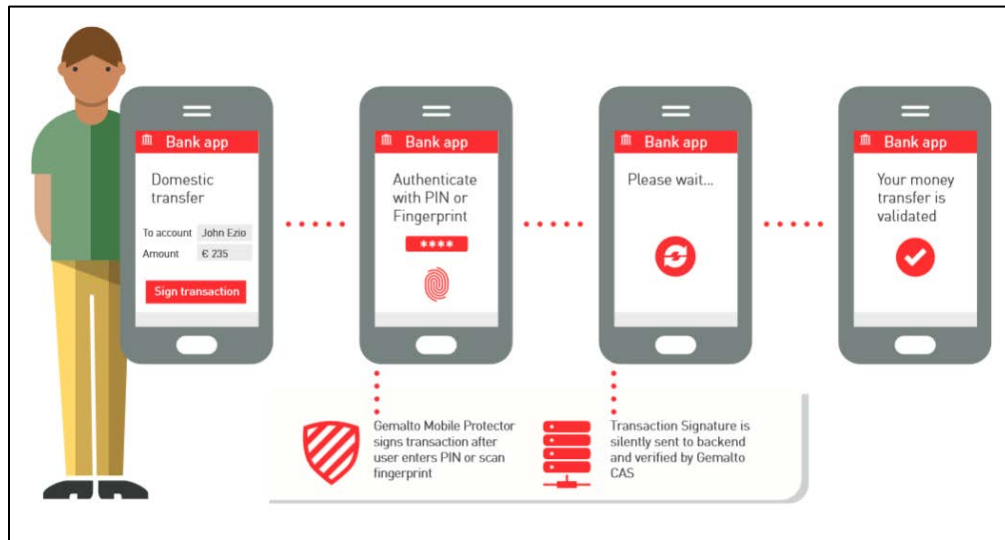 Bank app
Domestic
transfer
To account John Ezio
Amount € 235
Sign transaction
Bank app
Authenticate
with PIN or
Fingerprint
****
Bank app
Please wait...
Bank app
Your money
transfer is
validated
Gemalto Mobile Protector
signs transaction after
user enters PIN or scan
fingerprint
Transaction Signature is
silently sent to backend
and verified by Gemalto
CAS